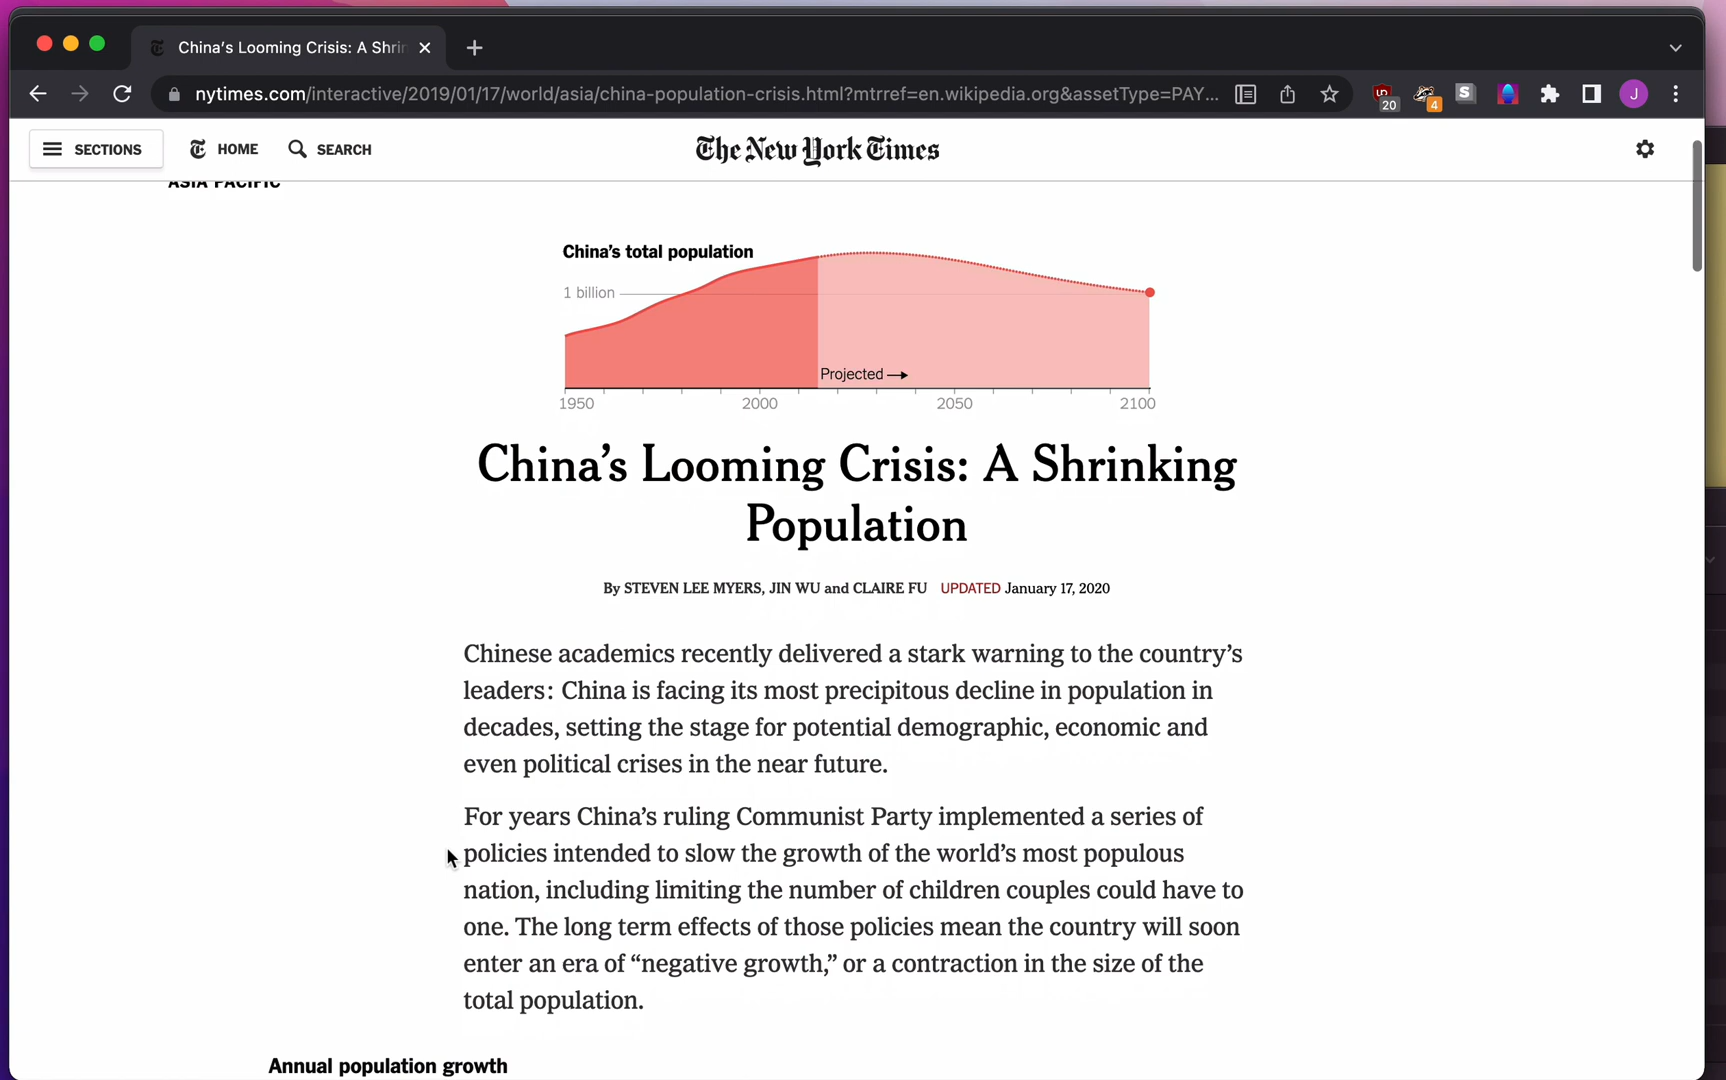 China's Looming Crisis: A Shrin
nytimes.com/interactive/2019/01/17/world/asia/china-population-crisis.html?mtrref=en.wikipedia.org&assetType=PAY...
20
4
S
J
SECTIONS
HOME
SEARCH
The New York Times
ASIA PACIFIC
China’s total population
1 billion
Projected →
1950 2000 2050 2100
China’s Looming Crisis: A Shrinking
Population
By STEVEN LEE MYERS, JIN WU and CLAIRE FU UPDATED January 17, 2020
Chinese academics recently delivered a stark warning to the country’s
leaders: China is facing its most precipitous decline in population in
decades, setting the stage for potential demographic, economic and
even political crises in the near future.
For years China’s ruling Communist Party implemented a series of
policies intended to slow the growth of the world’s most populous
nation, including limiting the number of children couples could have to
one. The long term effects of those policies mean the country will soon
enter an era of “negative growth,” or a contraction in the size of the
total population.
Annual population growth